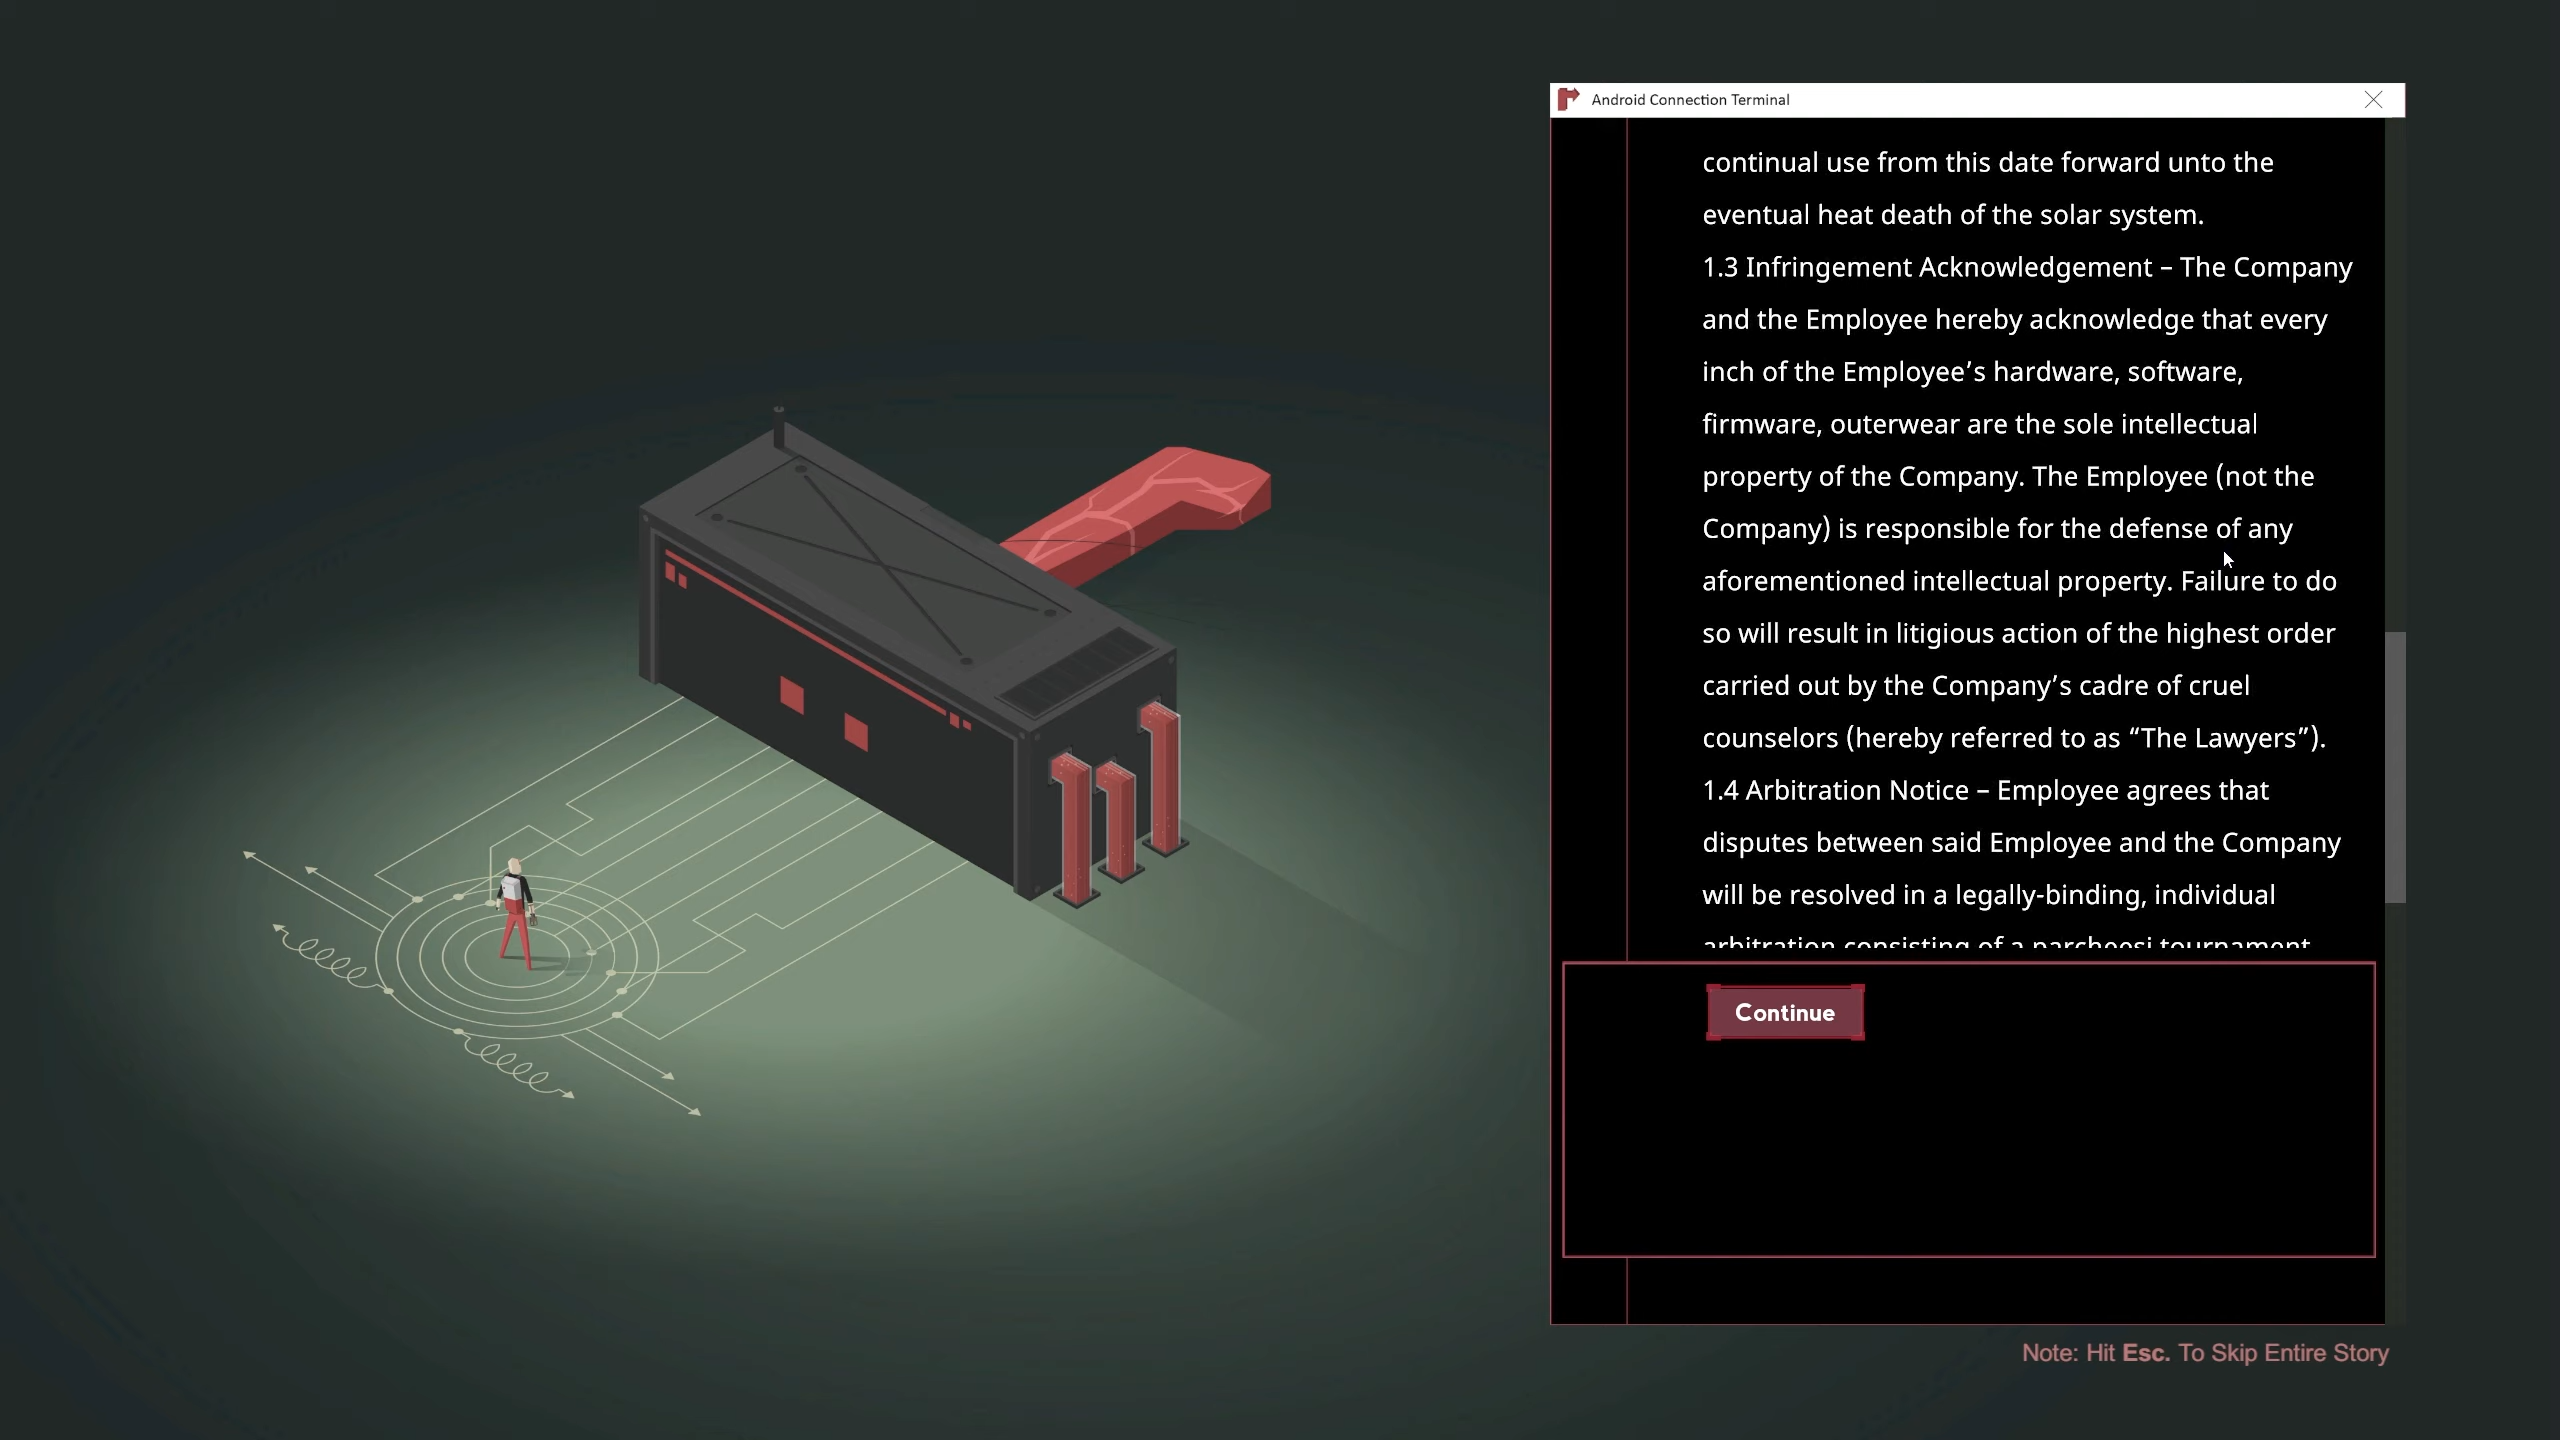 Android Connection Terminal
continual use from this date forward unto the
eventual heat death of the solar system.
1.3 Infringement Acknowledgement – The Company
and the Employee hereby acknowledge that every
inch of the Employee’s hardware, software,
firmware, outerwear are the sole intellectual
property of the Company. The Employee (not the
Company) is responsible for the defense of any
aforementioned intellectual property. Failure to do
so will result in litigious action of the highest order
carried out by the Company’s cadre of cruel
counselors (hereby referred to as “The Lawyers”).
1.4 Arbitration Notice – Employee agrees that
disputes between said Employee and the Company
will be resolved in a legally-binding, individual
arbitration consisting of a parcheesi tournament
Continue
Note: Hit Esc. To Skip Entire Story